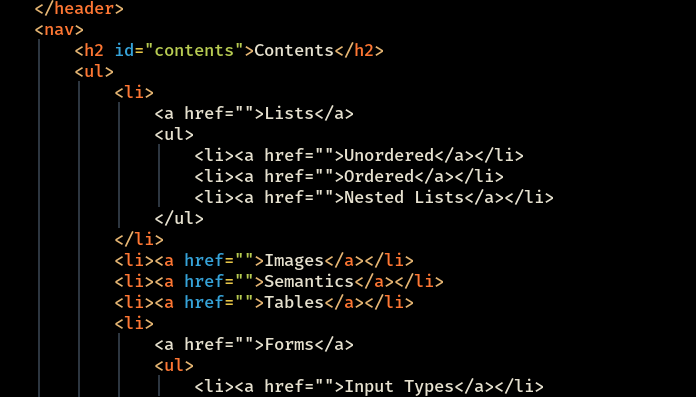 </header>
<nav>
<h2 id="contents">Contents</h2>
<ul>
<li>
<a href="">Lists</a>
<ul>
<li><a href="">Unordered</a></li>
<li><a href="">Ordered</a></li>
<li><a href="">Nested Lists</a></li>
</ul>
</li>
<li><a href="">Images</a></li>
<li><a href="">Semantics</a></li>
<li><a href="">Tables</a></li>
<li>
<a href="">Forms</a>
<ul>
<li><a href="">Input Types</a></li>